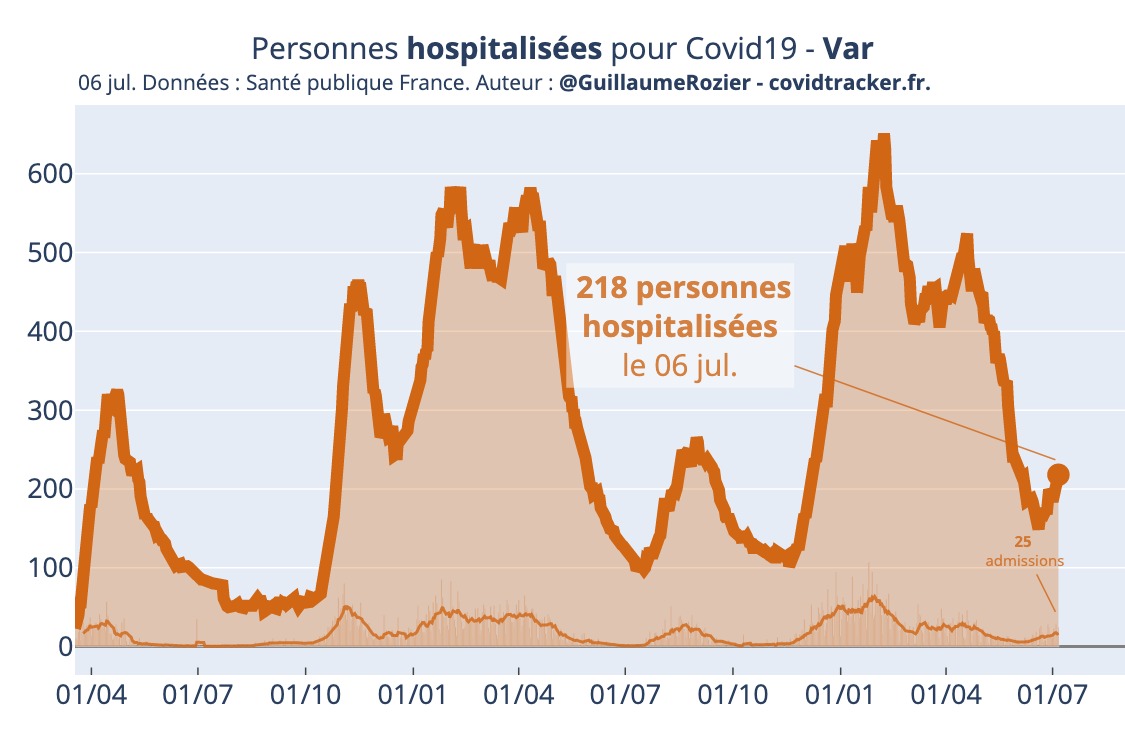 Personnes hospitalisées pour Covid19 - Var
06 jul. Données : Santé publique France. Auteur : @GuillaumeRozier - covidtracker.fr.
600
500
218 personnes
hospitalisées
le 06 jul.
400
300
200
25
admissions
100
0
01/04 01/07 01/10 01/01 01/04 01/07 01/10 01/01 01/04 01/07